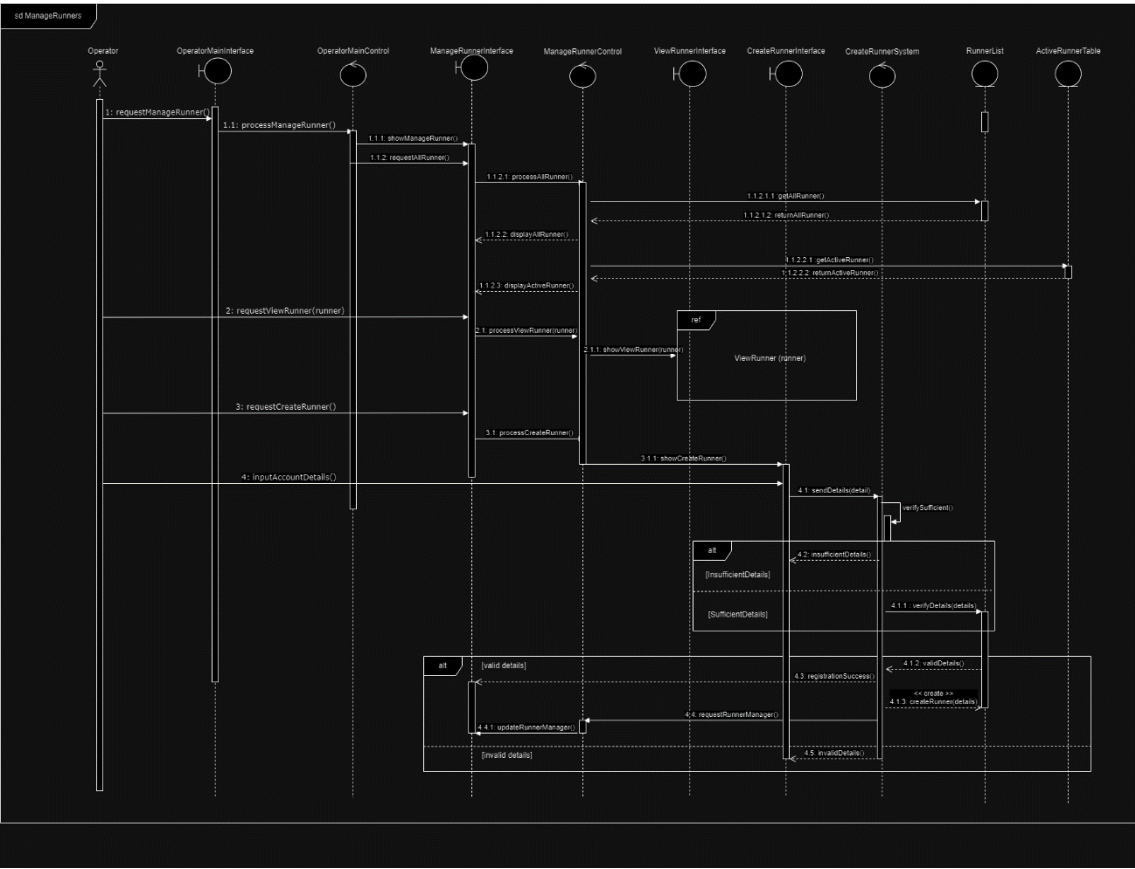 sd ManageRunners
Operator
OperatorMainInterface
OperatorMainControl
ManageRunnerInterface
ManageRunnerControl
ViewRunnerInterface
CreateRunnerInterface
CreateRunnerSystem
RunnerList
ActiveRunnerTable
1: requestManageRunner()
1.1: processManageRunner()
1.1.1: showManageRunner()
1.1.2: requestAllRunner()
1.1.2.1: processAllRunner()
1.1.2.1.1: getAllRunner()
1.1.2.1.2: returnAllRunner()
1.1.2.2: displayAllRunner()
1.1.2.2.1: getActiveRunner()
1.1.2.2.2: returnActiveRunner()
1.1.2.3: displayActiveRunner()
2: requestViewRunner(runner)
ref
2.1: processViewRunner(runner)
2.1.1: showViewRunner(runner)
ViewRunner (runner)
3: requestCreateRunner()
3.1: processCreateRunner()
3.1.1: showCreateRunner()
4: inputAccountDetails()
4.1: sendDetails(detail)
verifySufficient()
alt
4.2: insufficientDetails()
[InsufficientDetails]
4.1.1 : verifyDetails(details)
[SufficientDetails]
alt
[valid details]
4.1.2: validDetails()
4.3: registrationSuccess()
<< create >>
4.1.3: createRunner(details)
4.4: requestRunnerManager()
4.4.1: updateRunnerManager()
4.5: invalidDetails()
[invalid details]